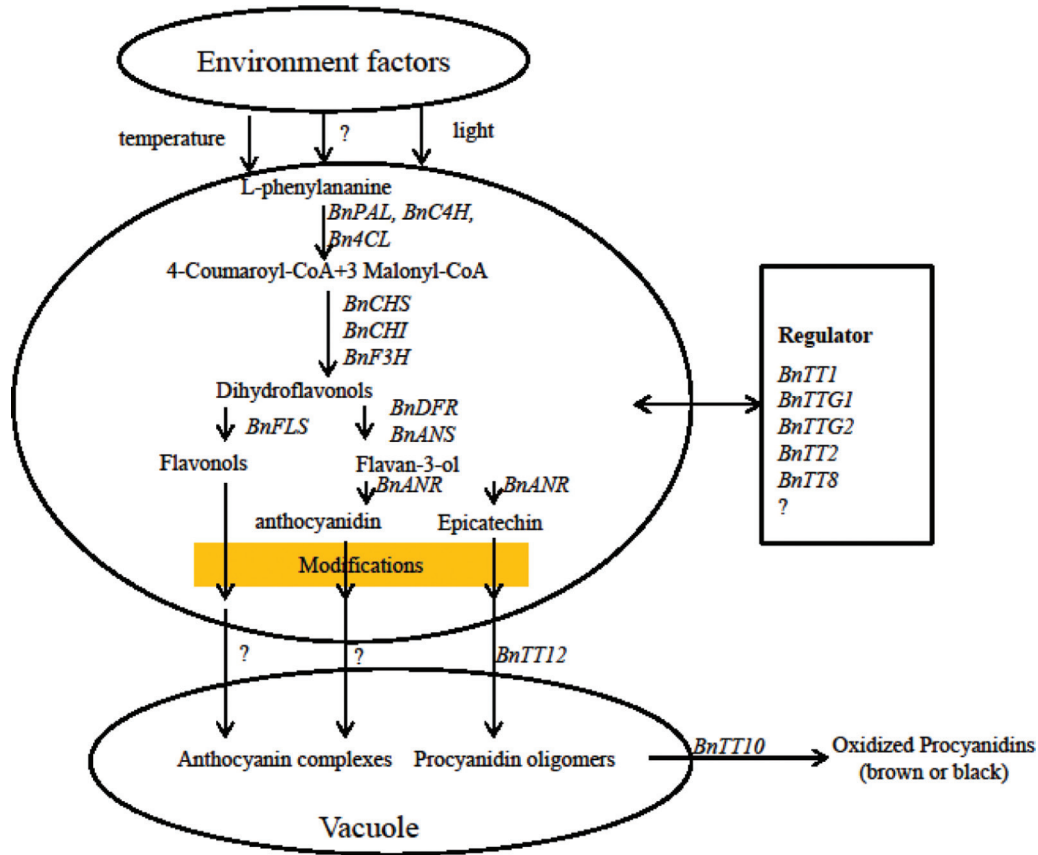 Environment factors
temperature
?
light
L-phenylananine
BnPAL, BnC4H,
Bn4CL
4-Coumaroyl-CoA+3 Malonyl-CoA
BnCHS
BnCHI
BnF3H
Dihydroflavonols
BnFLS
BnDFR
BnANS
Flavonols
Flavan-3-ol
BnANR
BnANR
anthocyanidin
Epicatechin
Modifications
?
?
BnTT12
Anthocyanin complexes
Procyanidin oligomers
Vacuole
BnTT10
Oxidized Procyanidins
(brown or black)
Regulator
BnTT1
BnTTG1
BnTTG2
BnTT2
BnTT8
?